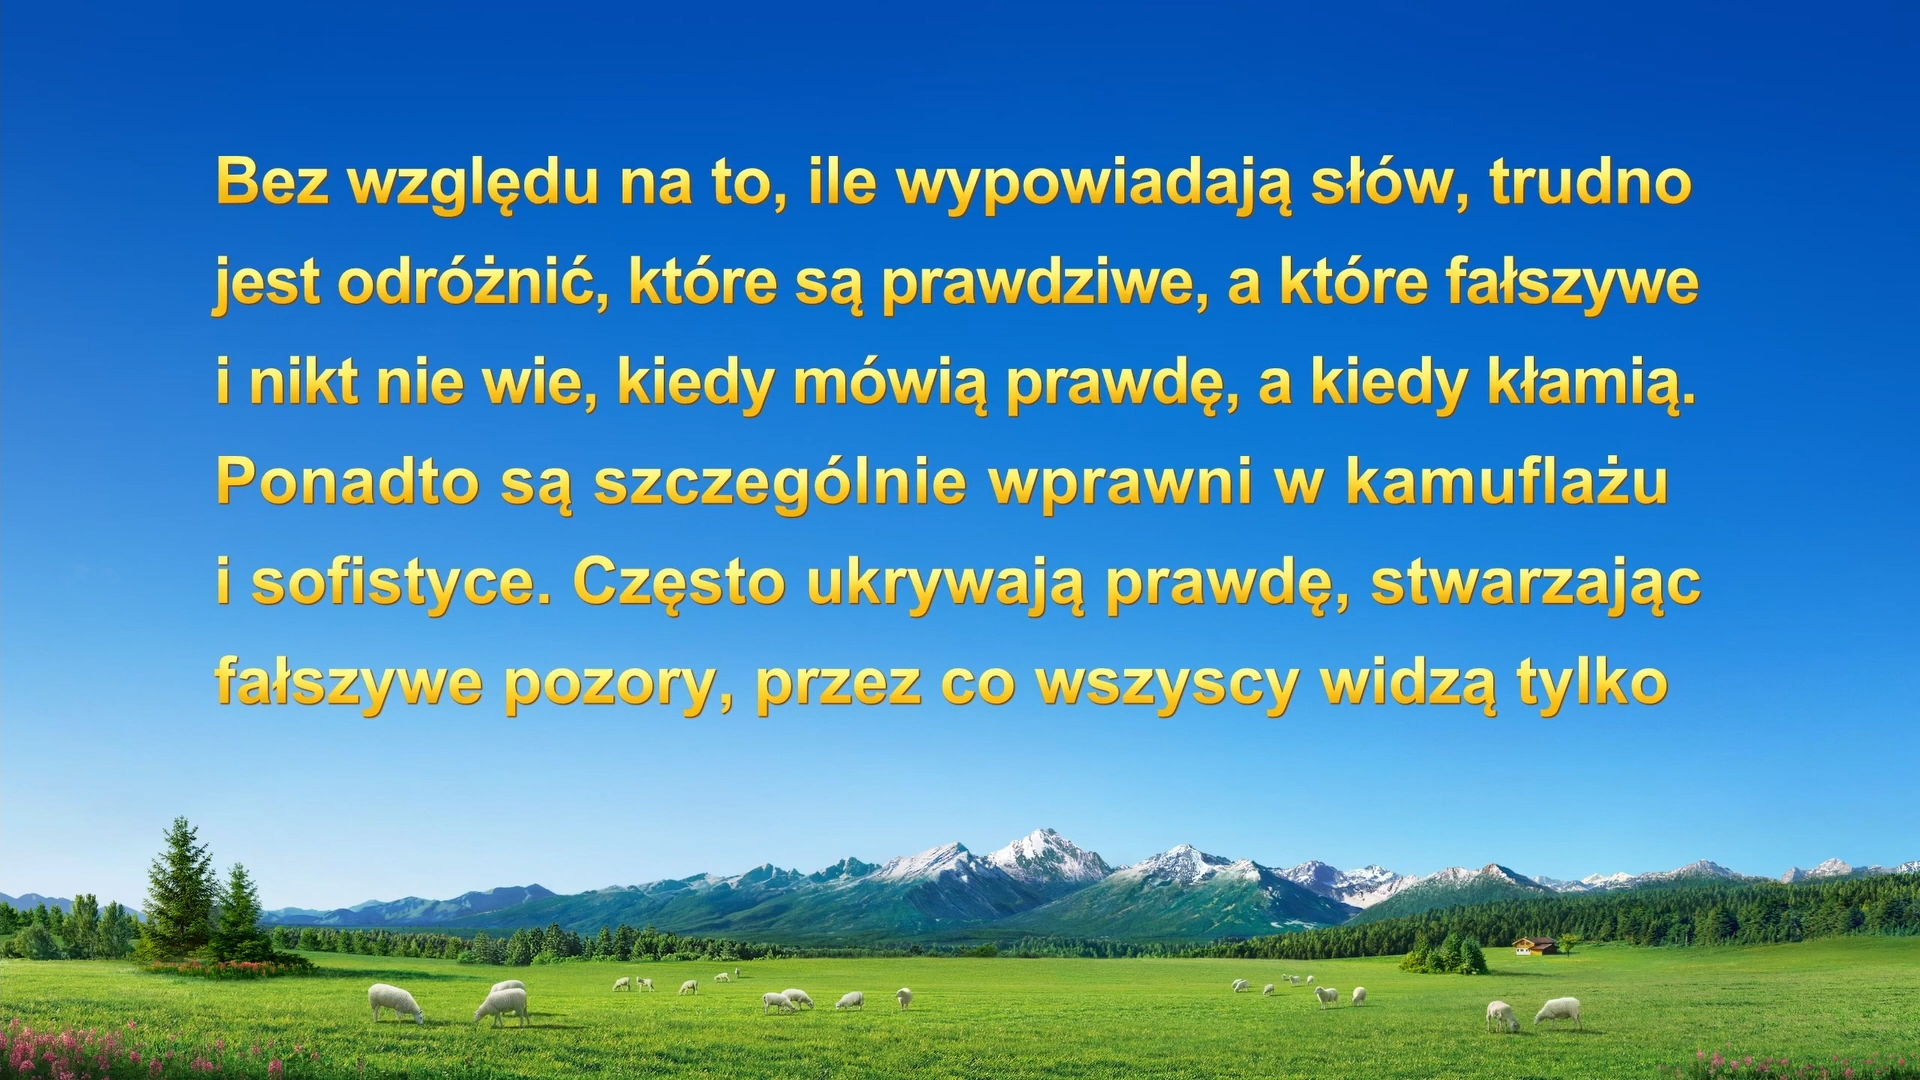 Bez względu na to, ile wypowiadają słów, trudno
jest odróżnić, które są prawdziwe, a które fałszywe
i nikt nie wie, kiedy mówią prawdę, a kiedy kłamią.
Ponadto są szczególnie wprawni w kamuflażu
i sofistyce. Często ukrywają prawdę, stwarzając
fałszywe pozory, przez co wszyscy widzą tylko